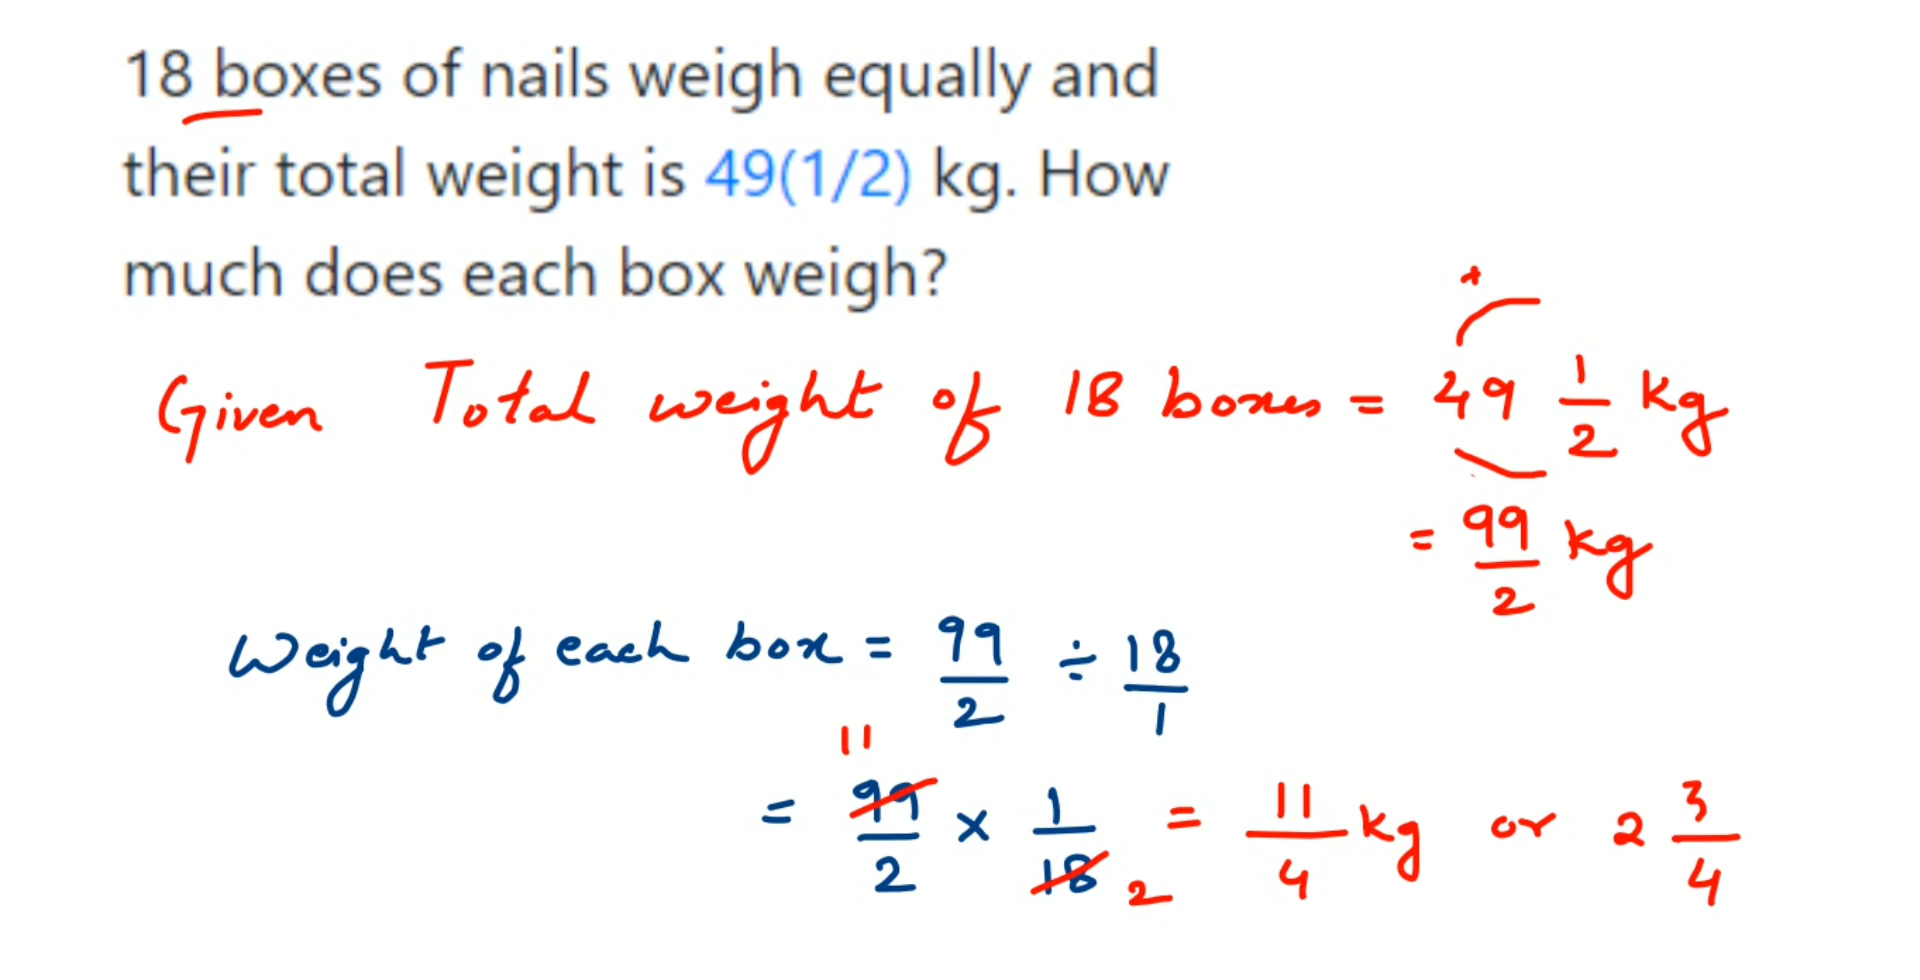 18 boxes of nails weigh equally and
their total weight is 49(1/2) kg. How
much does each box weigh?
+
Given Total weight of 18 boxes = 49 1/2 kg
= 99/2 kg
Weight of each box = 99/2 ÷ 18/1
11
= 99/2 × 1/18 2 = 11/4 kg or 2 3/4